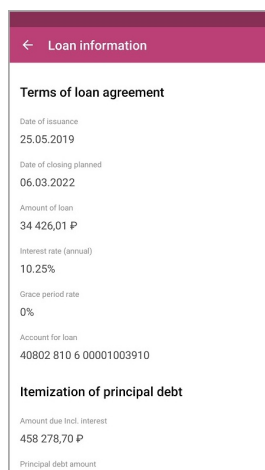 ← Loan information
Terms of loan agreement
Date of issuance
25.05.2019
Date of closing planned
06.03.2022
Amount of loan
34 426,01 ₽
Interest rate (annual)
10.25%
Grace period rate
0%
Account for loan
40802 810 6 00001003910
Itemization of principal debt
Amount due Incl. interest
458 278,70 ₽
Principal debt amount